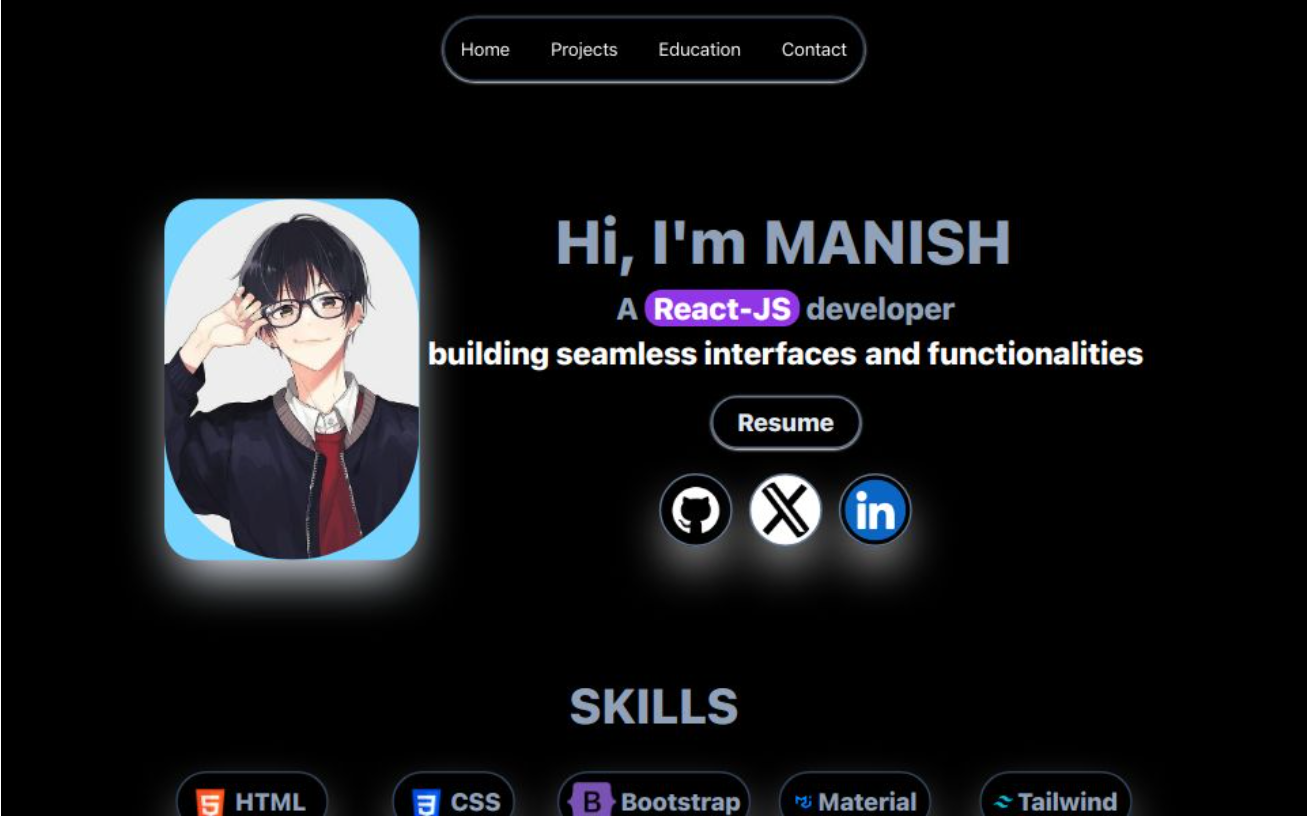 Home Projects Education Contact
Hi, I'm MANISH
A React-JS developer
building seamless interfaces and functionalities
Resume
in
SKILLS
HTML CSS B Bootstrap Material Tailwind